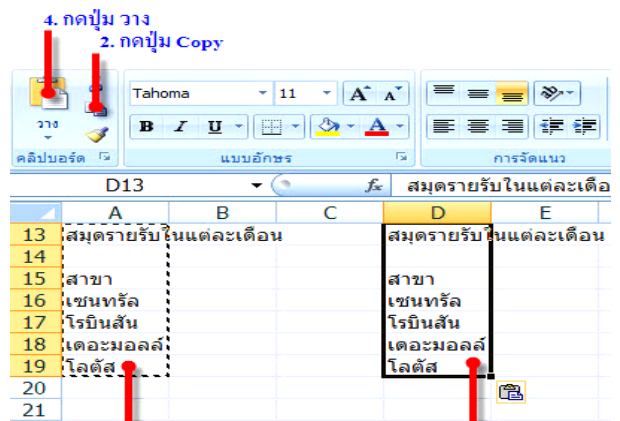 4. กดปุ่ม วาง
2. กดปุ่ม Copy
Tahoma 11 A A
วาง B I U A
คลิปบอร์ด แบบอักษร การจัดแนว
D13 fx สมุดรายรับในแต่ละเดือ
A B C D E
13 สมุดรายรับในแต่ละเดือน สมุดรายรับในแต่ละเดือน
14
15 สาขา สาขา
16 เซนทรัล เซนทรัล
17 โรบินสัน โรบินสัน
18 เดอะมอลล์ เดอะมอลล์
19 โลตัส โลตัส
20
21